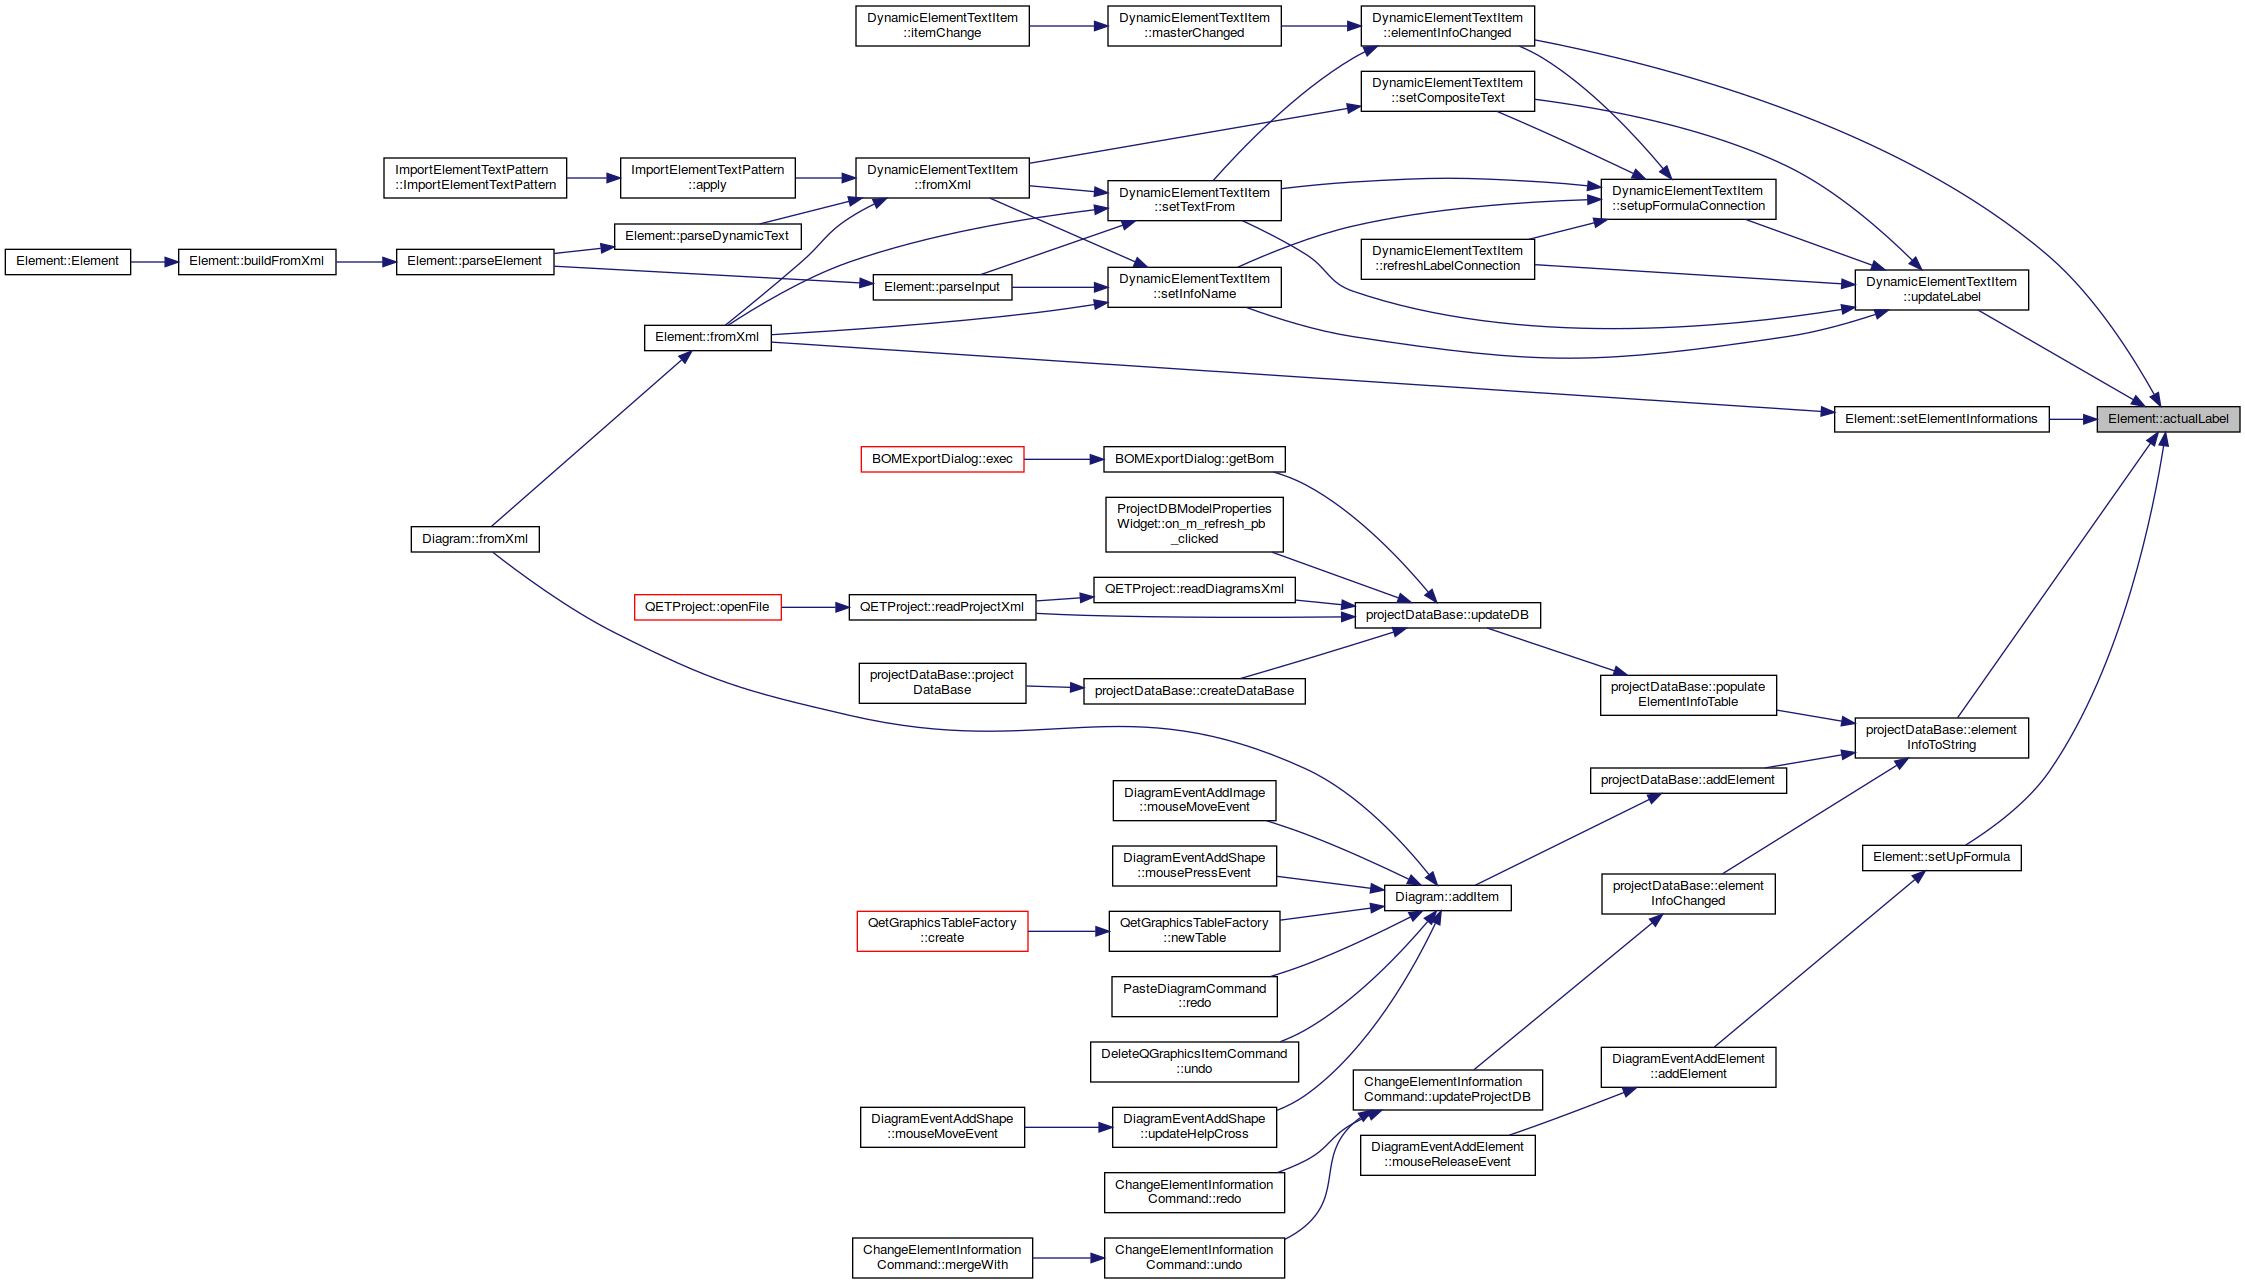 DynamicElementTextItem
::itemChange
DynamicElementTextItem
::masterChanged
DynamicElementTextItem
::elementInfoChanged
DynamicElementTextItem
::setCompositeText
ImportElementTextPattern
::ImportElementTextPattern
ImportElementTextPattern
::apply
DynamicElementTextItem
::fromXml
DynamicElementTextItem
::setTextFrom
DynamicElementTextItem
::setupFormulaConnection
Element::parseDynamicText
DynamicElementTextItem
::refreshLabelConnection
Element::Element
Element::buildFromXml
Element::parseElement
Element::parseInput
DynamicElementTextItem
::setInfoName
DynamicElementTextItem
::updateLabel
Element::fromXml
Element::setElementInformations
Element::actualLabel
BOMExportDialog::exec
BOMExportDialog::getBom
ProjectDBModelProperties
Widget::on_m_refresh_pb
_clicked
Diagram::fromXml
QETProject::readDiagramsXml
QETProject::openFile
QETProject::readProjectXml
projectDataBase::updateDB
projectDataBase::project
DataBase
projectDataBase::createDataBase
projectDataBase::populate
ElementInfoTable
projectDataBase::element
InfoToString
projectDataBase::addElement
DiagramEventAddImage
::mouseMoveEvent
DiagramEventAddShape
::mousePressEvent
Element::setUpFormula
Diagram::addItem
projectDataBase::element
InfoChanged
QetGraphicsTableFactory
::create
QetGraphicsTableFactory
::newTable
PasteDiagramCommand
::redo
DeleteQGraphicsItemCommand
::undo
DiagramEventAddElement
::addElement
ChangeElementInformation
Command::updateProjectDB
DiagramEventAddShape
::mouseMoveEvent
DiagramEventAddShape
::updateHelpCross
DiagramEventAddElement
::mouseReleaseEvent
ChangeElementInformation
Command::redo
ChangeElementInformation
Command::mergeWith
ChangeElementInformation
Command::undo